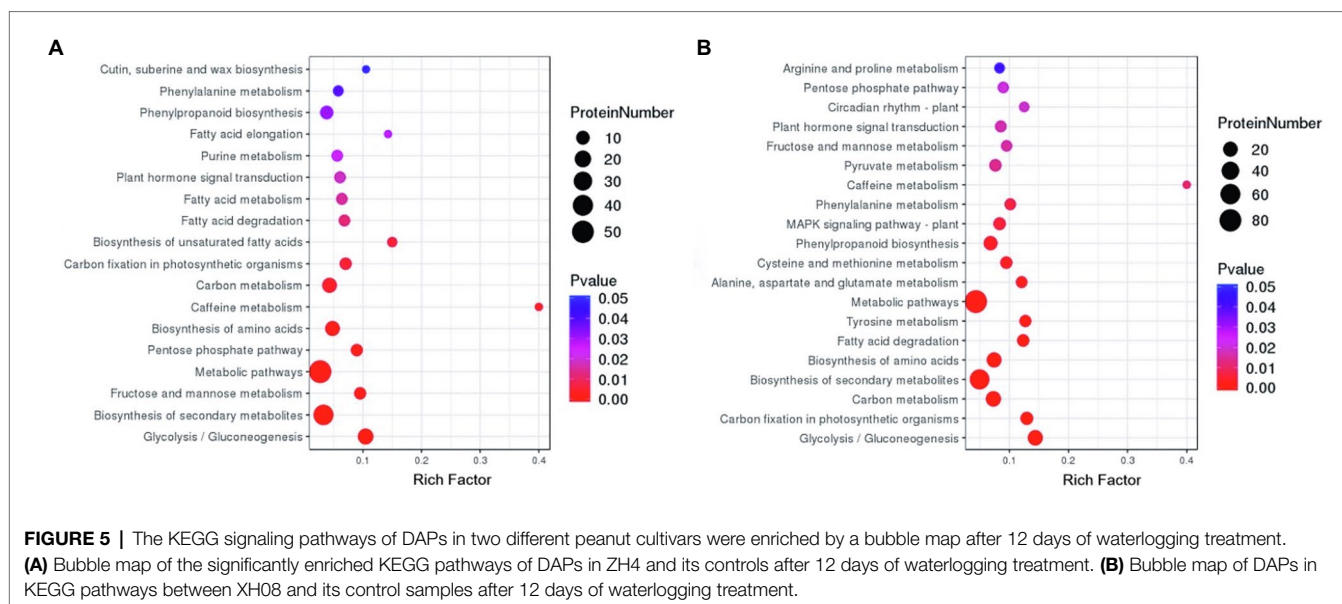 A
Cutin, suberine and wax biosynthesis
Phenylalanine metabolism
Phenylpropanoid biosynthesis
Fatty acid elongation
Purine metabolism
Plant hormone signal transduction
Fatty acid metabolism
Fatty acid degradation
Biosynthesis of unsaturated fatty acids
Carbon fixation in photosynthetic organisms
Carbon metabolism
Caffeine metabolism
Biosynthesis of amino acids
Pentose phosphate pathway
Metabolic pathways
Fructose and mannose metabolism
Biosynthesis of secondary metabolites
Glycolysis / Gluconeogenesis
0.1 0.2 0.3 0.4
Rich Factor
ProteinNumber
10
20
30
40
50
Pvalue
0.05
0.04
0.03
0.02
0.01
0.00
B
Arginine and proline metabolism
Pentose phosphate pathway
Circadian rhythm - plant
Plant hormone signal transduction
Fructose and mannose metabolism
Pyruvate metabolism
Caffeine metabolism
Phenylalanine metabolism
MAPK signaling pathway - plant
Phenylpropanoid biosynthesis
Cysteine and methionine metabolism
Alanine, aspartate and glutamate metabolism
Metabolic pathways
Tyrosine metabolism
Fatty acid degradation
Biosynthesis of amino acids
Biosynthesis of secondary metabolites
Carbon metabolism
Carbon fixation in photosynthetic organisms
Glycolysis / Gluconeogenesis
0.1 0.2 0.3 0.4
Rich Factor
ProteinNumber
20
40
60
80
Pvalue
0.05
0.04
0.03
0.02
0.01
0.00
FIGURE 5 | The KEGG signaling pathways of DAPs in two different peanut cultivars were enriched by a bubble map after 12 days of waterlogging treatment.
(A) Bubble map of the significantly enriched KEGG pathways of DAPs in ZH4 and its controls after 12 days of waterlogging treatment. (B) Bubble map of DAPs in
KEGG pathways between XH08 and its control samples after 12 days of waterlogging treatment.